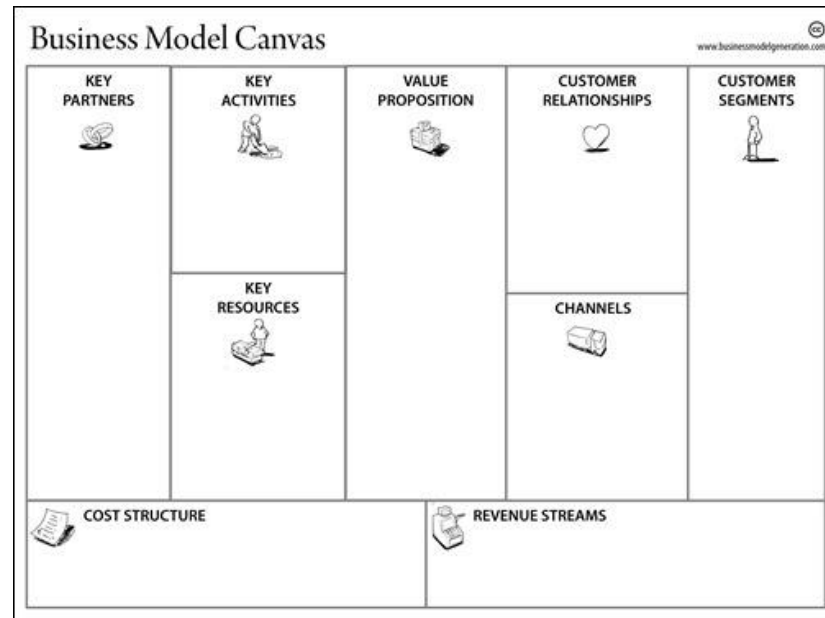 Business Model Canvas
cc
www.businessmodelgeneration.com
KEY
PARTNERS
KEY
ACTIVITIES
VALUE
PROPOSITION
CUSTOMER
RELATIONSHIPS
CUSTOMER
SEGMENTS
KEY
RESOURCES
CHANNELS
COST STRUCTURE
REVENUE STREAMS